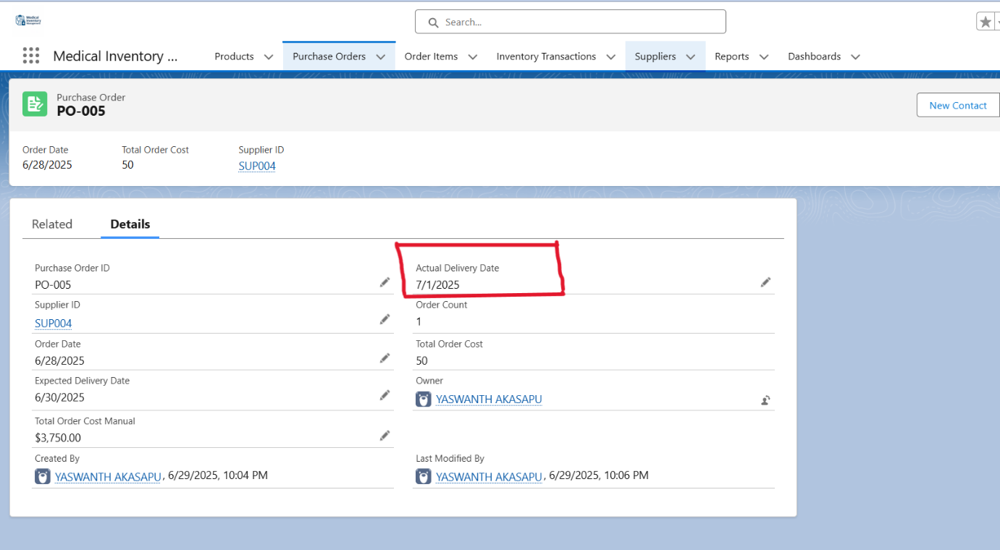 Medical
Inventory
Management
Search...
Medical Inventory ...
Products
Purchase Orders
Order Items
Inventory Transactions
Suppliers
Reports
Dashboards
Purchase Order
PO-005
New Contact
Order Date
Total Order Cost
Supplier ID
6/28/2025
50
SUP004
Related
Details
Purchase Order ID
PO-005
Actual Delivery Date
7/1/2025
Supplier ID
SUP004
Order Count
1
Order Date
6/28/2025
Total Order Cost
50
Expected Delivery Date
6/30/2025
Owner
YASWANTH AKASAPU
Total Order Cost Manual
$3,750.00
Created By
YASWANTH AKASAPU, 6/29/2025, 10:04 PM
Last Modified By
YASWANTH AKASAPU, 6/29/2025, 10:06 PM